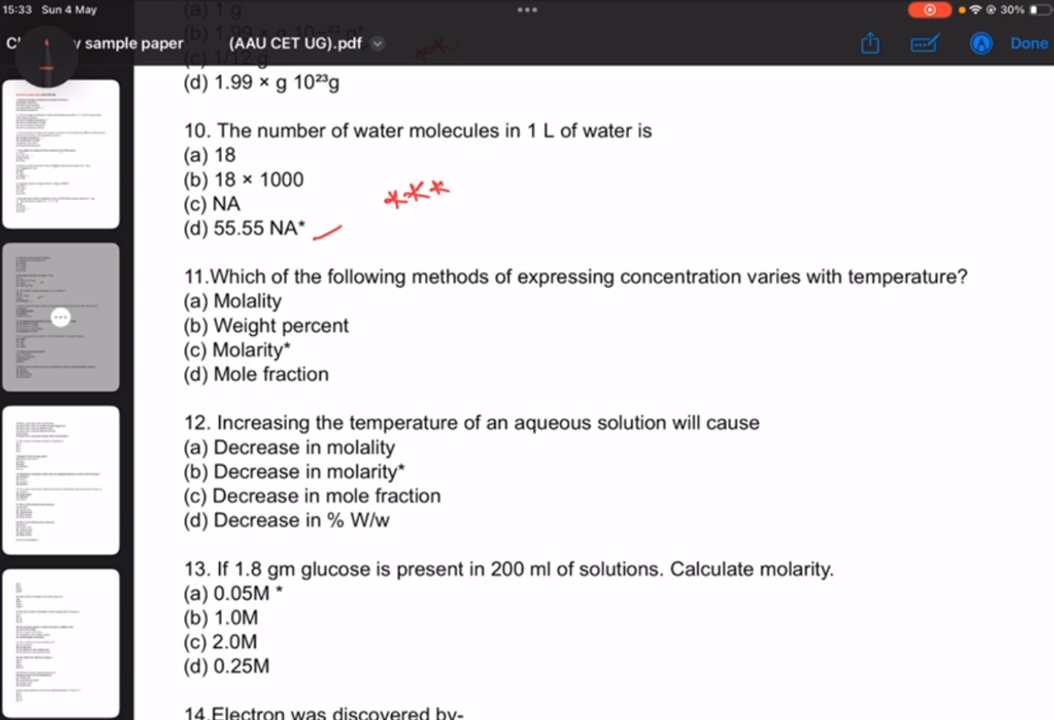 15:33 Sun 4 May
30%
y sample paper (AAU CET UG).pdf
Done
(a) 1 g
(d) 1.99 × g 10²³g
10. The number of water molecules in 1 L of water is
(a) 18
(b) 18 × 1000
(c) NA
(d) 55.55 NA*
11.Which of the following methods of expressing concentration varies with temperature?
(a) Molality
(b) Weight percent
(c) Molarity*
(d) Mole fraction
12. Increasing the temperature of an aqueous solution will cause
(a) Decrease in molality
(b) Decrease in molarity*
(c) Decrease in mole fraction
(d) Decrease in % W/w
13. If 1.8 gm glucose is present in 200 ml of solutions. Calculate molarity.
(a) 0.05M *
(b) 1.0M
(c) 2.0M
(d) 0.25M
14.Electron was discovered by-